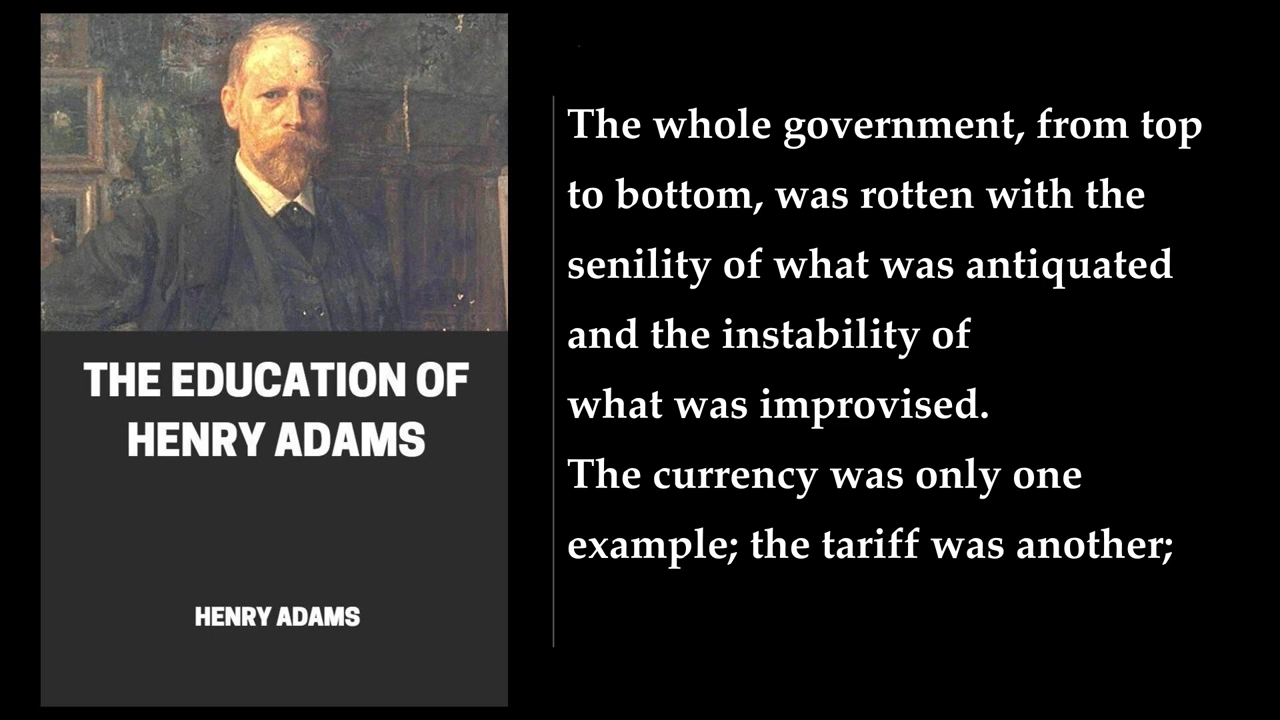 THE EDUCATION OF
HENRY ADAMS
HENRY ADAMS
The whole government, from top
to bottom, was rotten with the
senility of what was antiquated
and the instability of
what was improvised.
The currency was only one
example; the tariff was another;